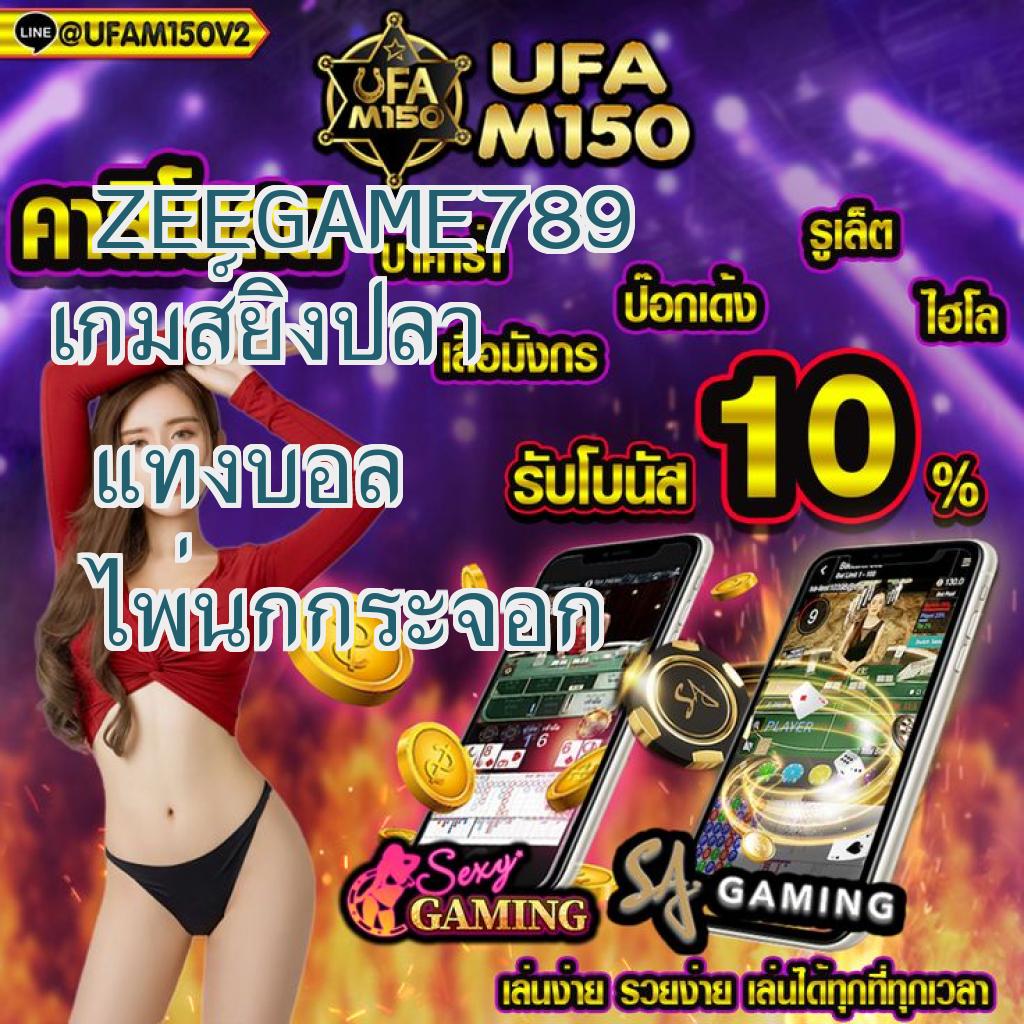 LINE @UFAM150V2
UFA
M150
UFA
M150
ZEEGAME789
รูเล็ต
บาคาร่า
ป๊อกเด้ง
ไฮโล
เกมส์ยิงปลา
เสือมังกร
10
รับโบนัส %
แทงบอล
ไพ่นกกระจอก
9
PLAYER
SA
Sexy
GAMING
SA GAMING
เล่นง่าย รวยง่าย เล่นได้ทุกที่ทุกเวลา